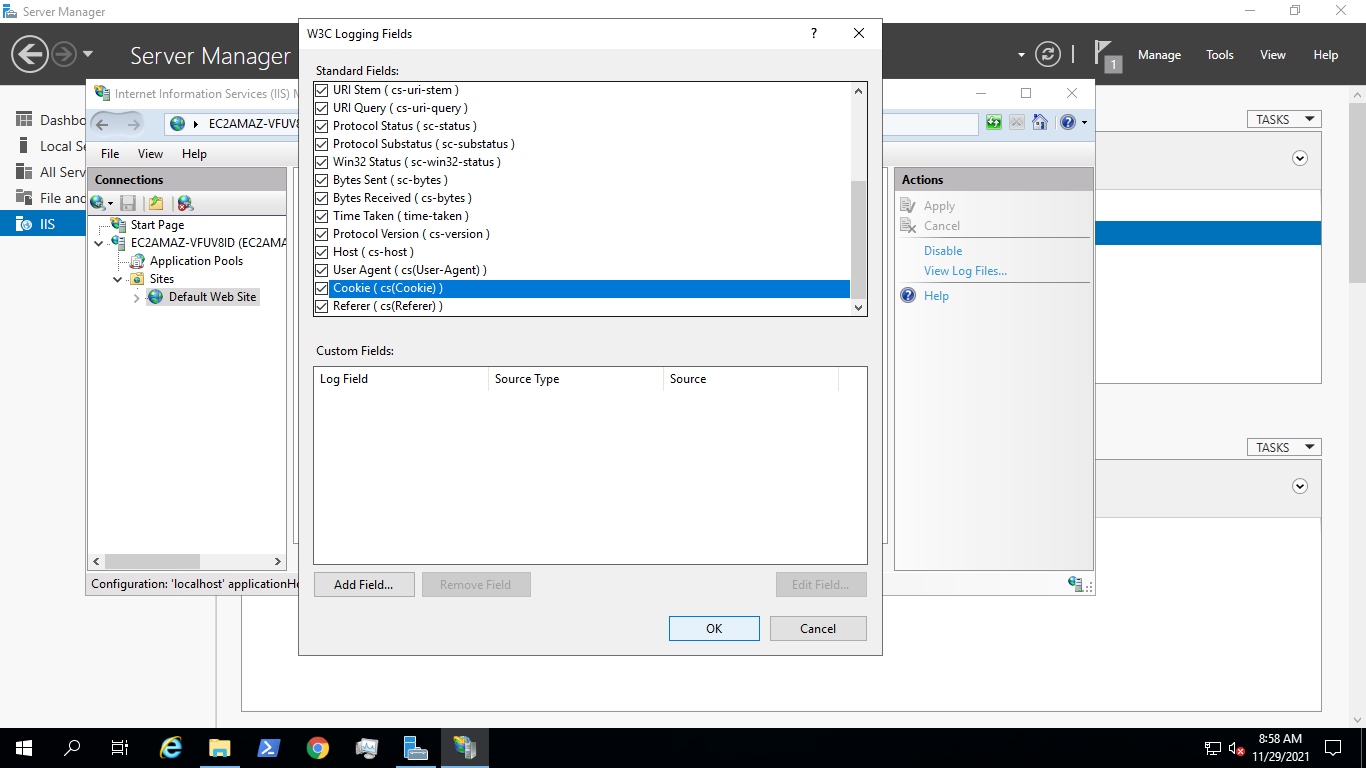 Server Manager
Server Manager
1
Manage
Tools
View
Help
Dashbo
Local Se
All Serv
File and
IIS
TASKS
TASKS
Internet Information Services (IIS) M
EC2AMAZ-VFUV8
File
View
Help
Connections
Start Page
EC2AMAZ-VFUV8ID (EC2AMA
Application Pools
Sites
Default Web Site
Configuration: 'localhost' applicationHo
Actions
Apply
Cancel
Disable
View Log Files...
Help
W3C Logging Fields
?
Standard Fields:
URI Stem ( cs-uri-stem )
URI Query ( cs-uri-query )
Protocol Status ( sc-status )
Protocol Substatus ( sc-substatus )
Win32 Status ( sc-win32-status )
Bytes Sent ( sc-bytes )
Bytes Received ( cs-bytes )
Time Taken ( time-taken )
Protocol Version ( cs-version )
Host ( cs-host )
User Agent ( cs(User-Agent) )
Cookie ( cs(Cookie) )
Referer ( cs(Referer) )
Custom Fields:
Log Field
Source Type
Source
Add Field...
Remove Field
Edit Field...
OK
Cancel
8:58 AM
11/29/2021